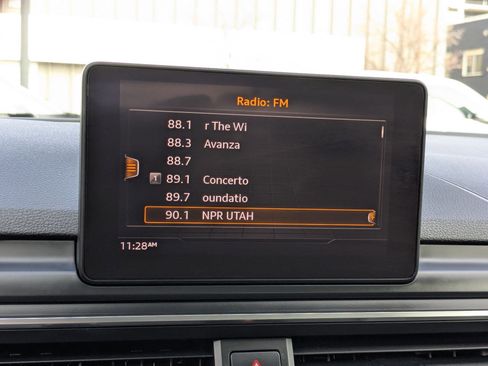 Radio: FM
88.1 r The Wi
88.3 Avanza
88.7
1 89.1 Concerto
89.7 oundatio
90.1 NPR UTAH
11:28AM